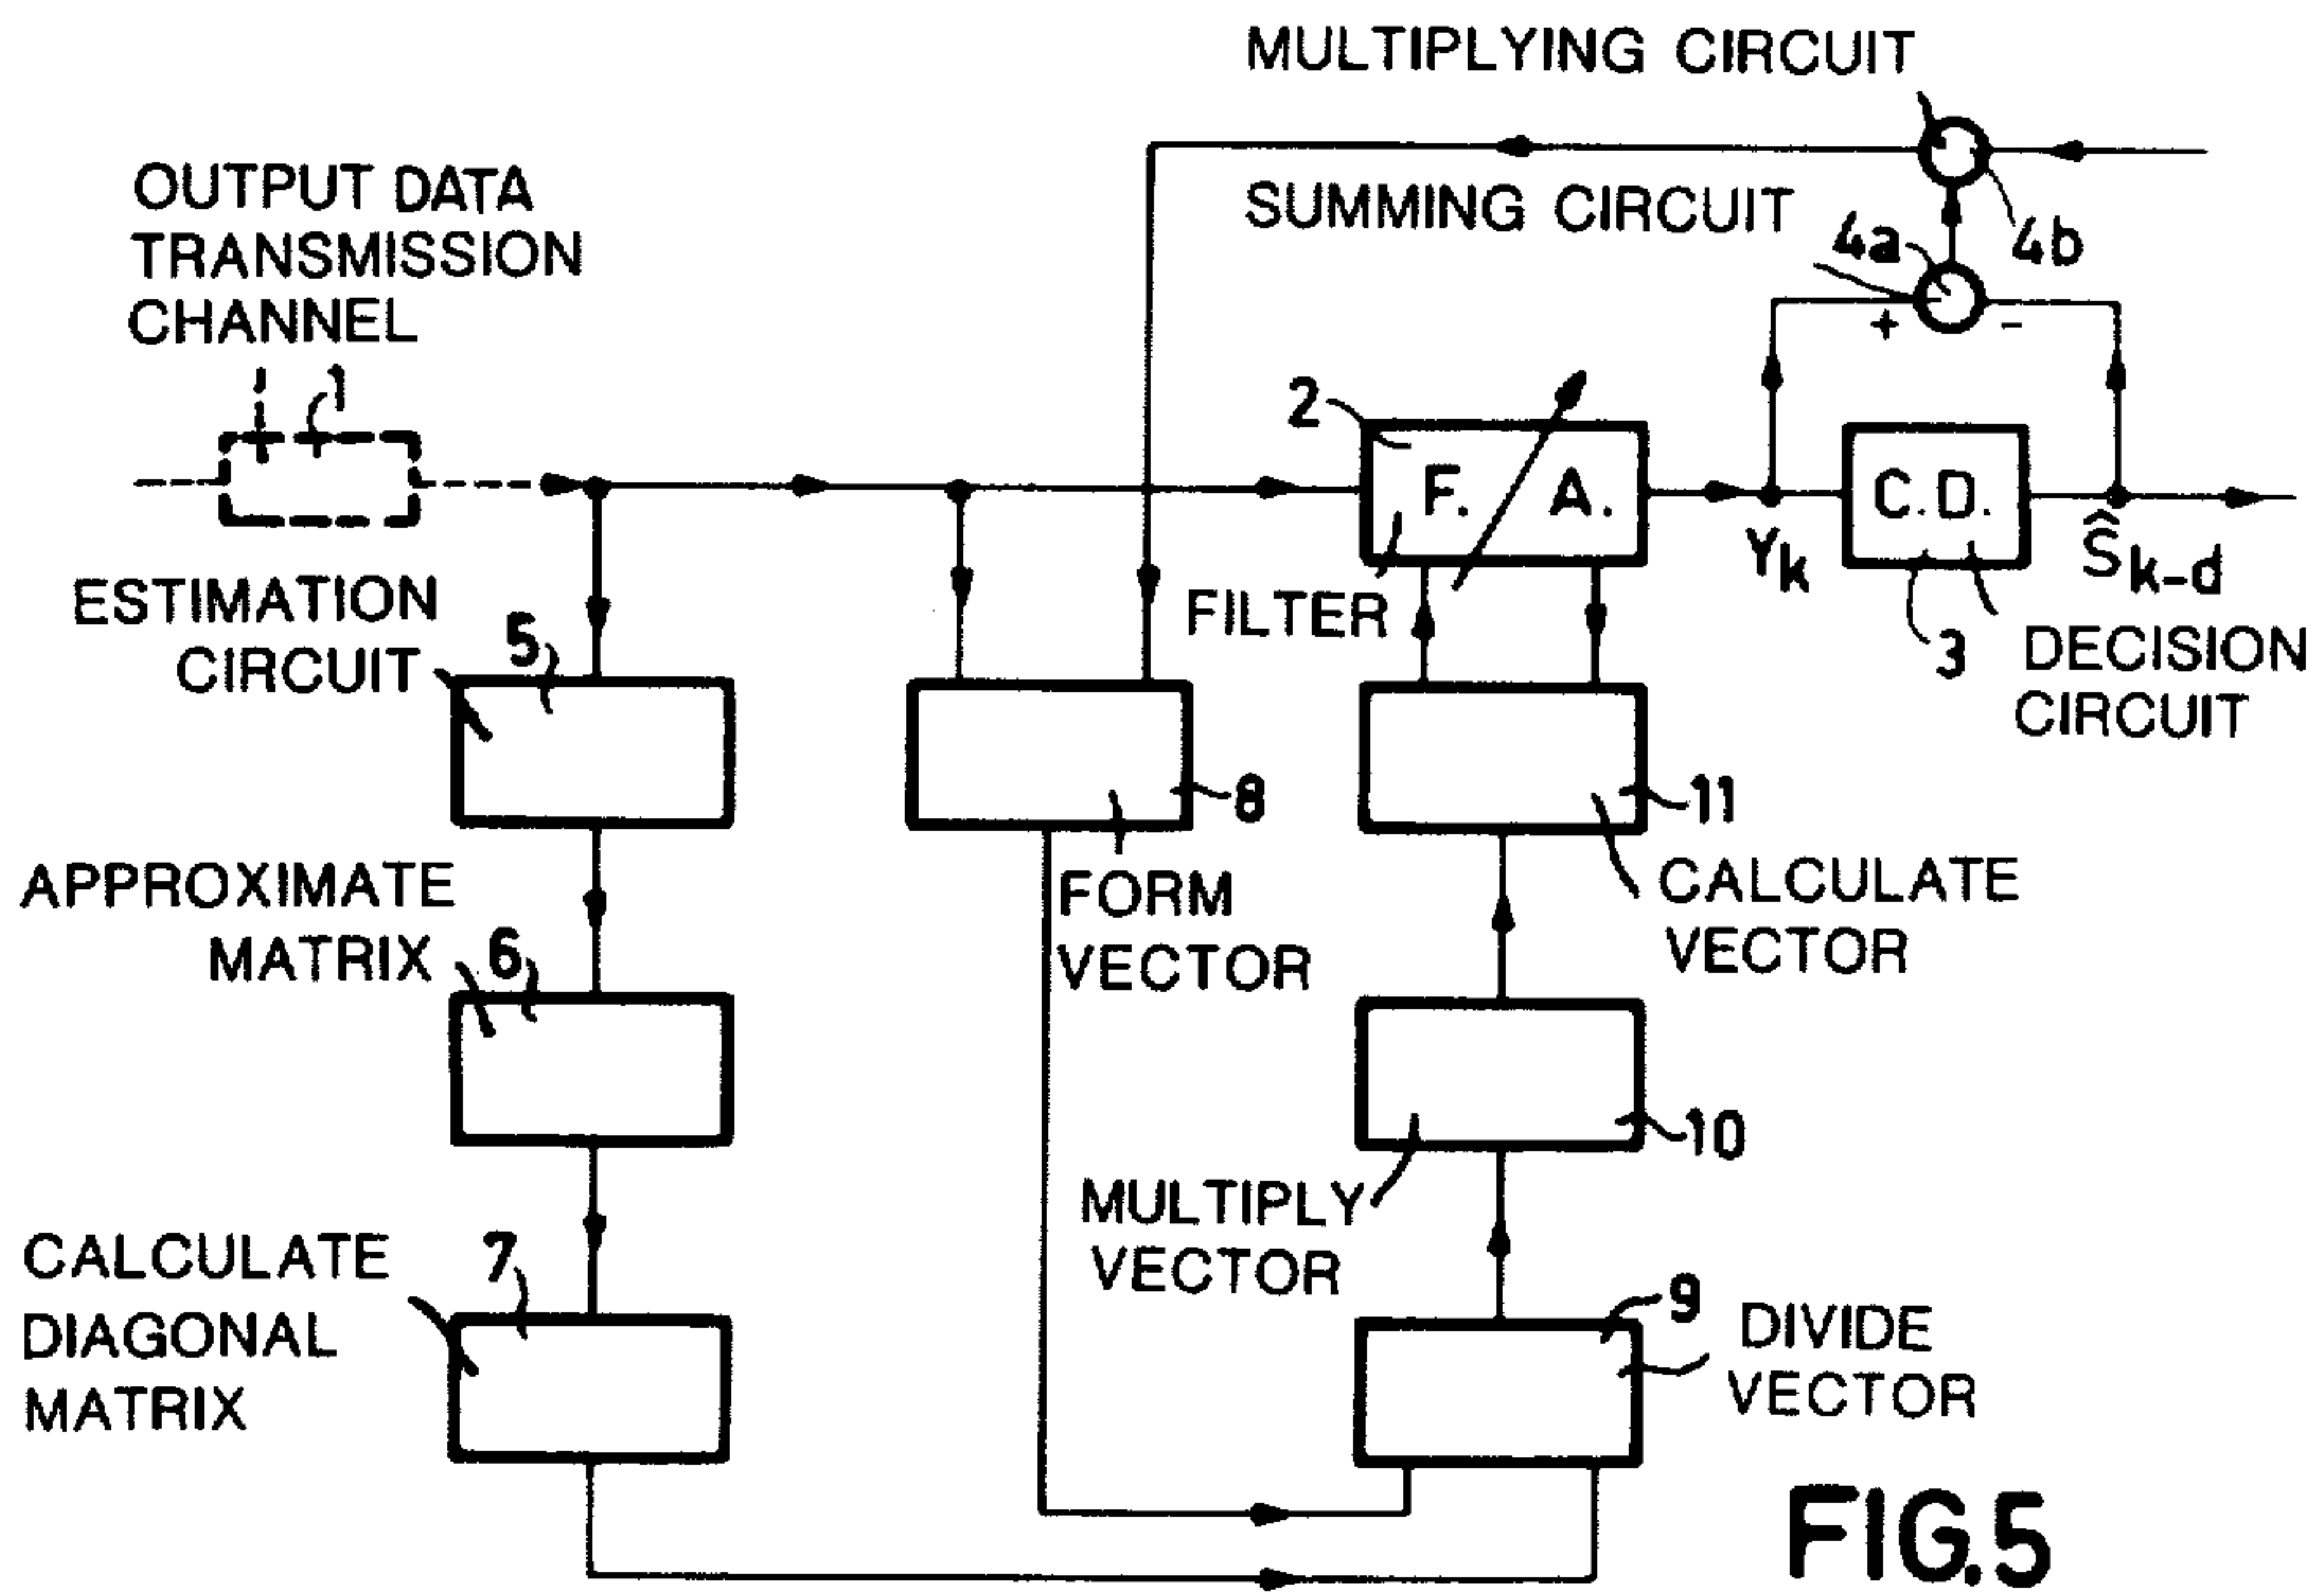 MULTIPLYING CIRCUIT
OUTPUT DATA
TRANSMISSION
CHANNEL
SUMMING CIRCUIT
4a
4b
+
-
1
2
F. A.
C.D.
Yk
Ŝk-d
ESTIMATION
CIRCUIT
5
FILTER
3
DECISION
CIRCUIT
8
11
APPROXIMATE
MATRIX
6
FORM
VECTOR
CALCULATE
VECTOR
10
MULTIPLY
VECTOR
CALCULATE
DIAGONAL
MATRIX
7
9
DIVIDE
VECTOR
FIG.5